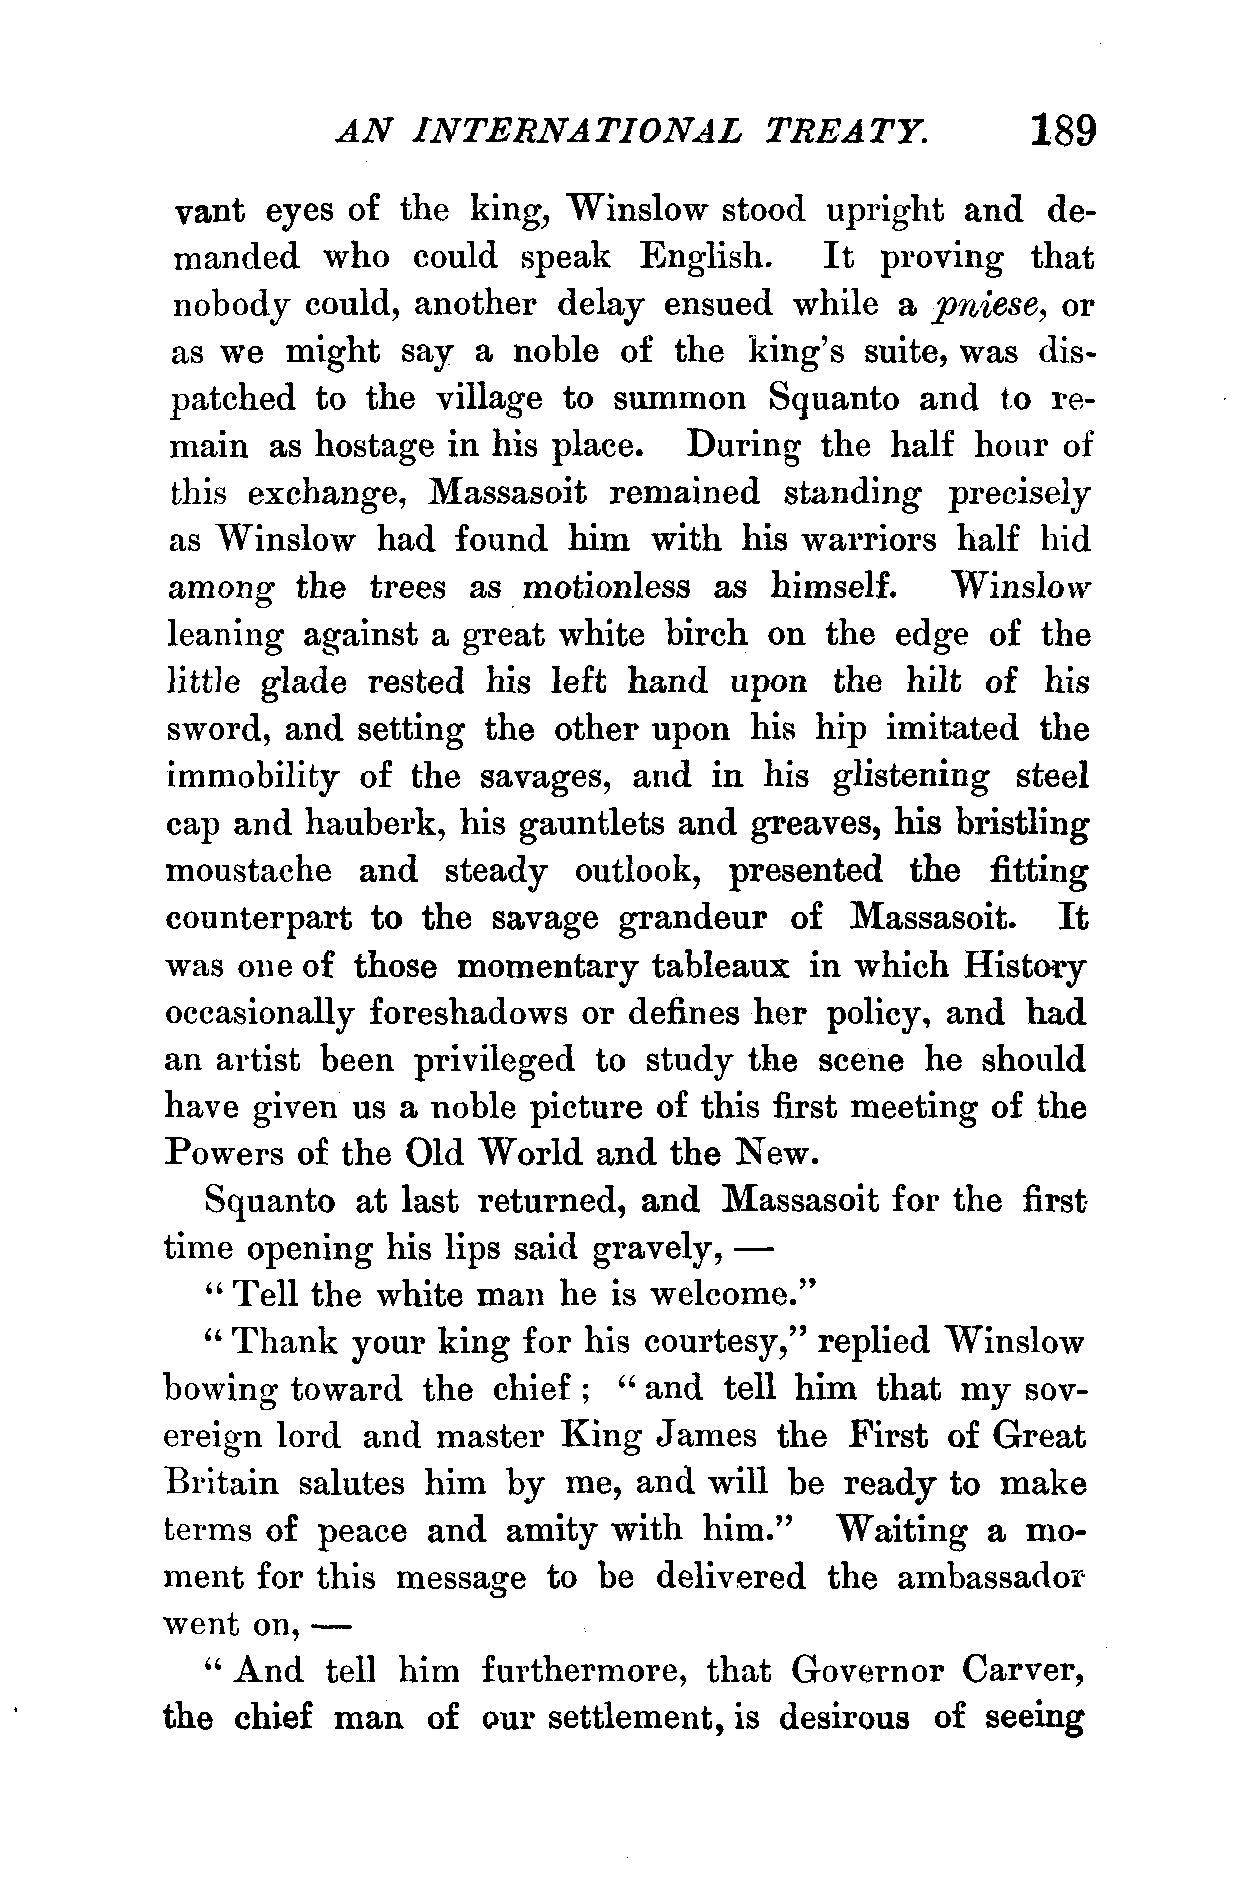 AN INTERNATIONAL TREATY. 189
vant eyes of the king, Winslow stood upright and de-
manded who could speak English. It proving that
nobody could, another delay ensued while a pniese, or
as we might say a noble of the king's suite, was dis-
patched to the village to summon Squanto and to re-
main as hostage in his place. During the half hour of
this exchange, Massasoit remained standing precisely
as Winslow had found him with his warriors half hid
among the trees as motionless as himself. Winslow
leaning against a great white birch on the edge of the
little glade rested his left hand upon the hilt of his
sword, and setting the other upon his hip imitated the
immobility of the savages, and in his glistening steel
cap and hauberk, his gauntlets and greaves, his bristling
moustache and steady outlook, presented the fitting
counterpart to the savage grandeur of Massasoit. It
was one of those momentary tableaux in which History
occasionally foreshadows or defines her policy, and had
an artist been privileged to study the scene he should
have given us a noble picture of this first meeting of the
Powers of the Old World and the New.
Squanto at last returned, and Massasoit for the first
time opening his lips said gravely, —
"Tell the white man he is welcome."
"Thank your king for his courtesy," replied Winslow
bowing toward the chief; "and tell him that my sov-
ereign lord and master King James the First of Great
Britain salutes him by me, and will be ready to make
terms of peace and amity with him." Waiting a mo-
ment for this message to be delivered the ambassador
went on, —
"And tell him furthermore, that Governor Carver,
the chief man of our settlement, is desirous of seeing